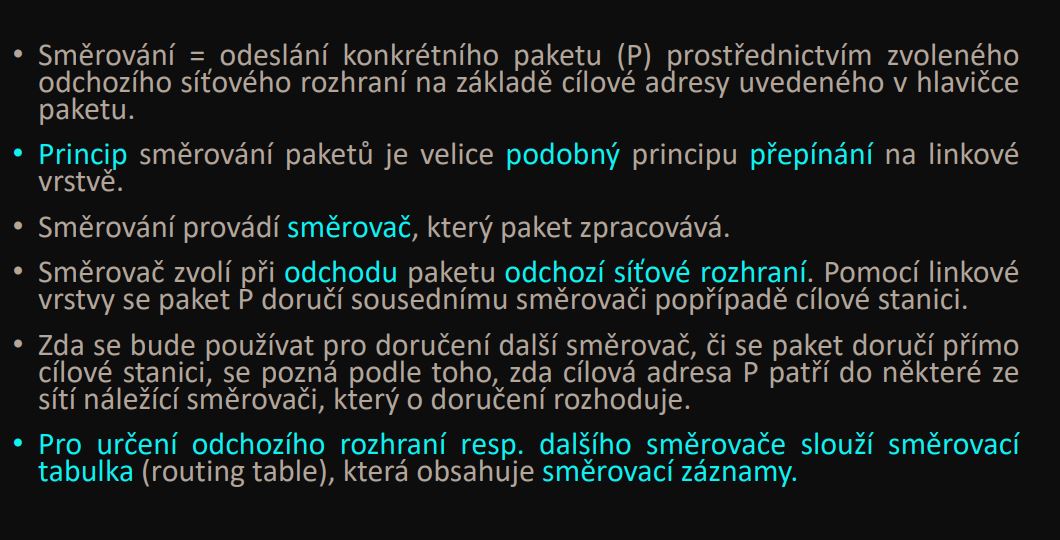 • Směrování = odeslání konkrétního paketu (P) prostřednictvím zvoleného
odchozího síťového rozhraní na základě cílové adresy uvedeného v hlavičce
paketu.
• Princip směrování paketů je velice podobný principu přepínání na linkové
vrstvě.
• Směrování provádí směrovač, který paket zpracovává.
• Směrovač zvolí při odchodu paketu odchozí síťové rozhraní. Pomocí linkové
vrstvy se paket P doručí sousednímu směrovači popřípadě cílové stanici.
• Zda se bude používat pro doručení další směrovač, či se paket doručí přímo
cílové stanici, se pozná podle toho, zda cílová adresa P patří do některé ze
sítí náležící směrovači, který o doručení rozhoduje.
• Pro určení odchozího rozhraní resp. dalšího směrovače slouží směrovací
tabulka (routing table), která obsahuje směrovací záznamy.